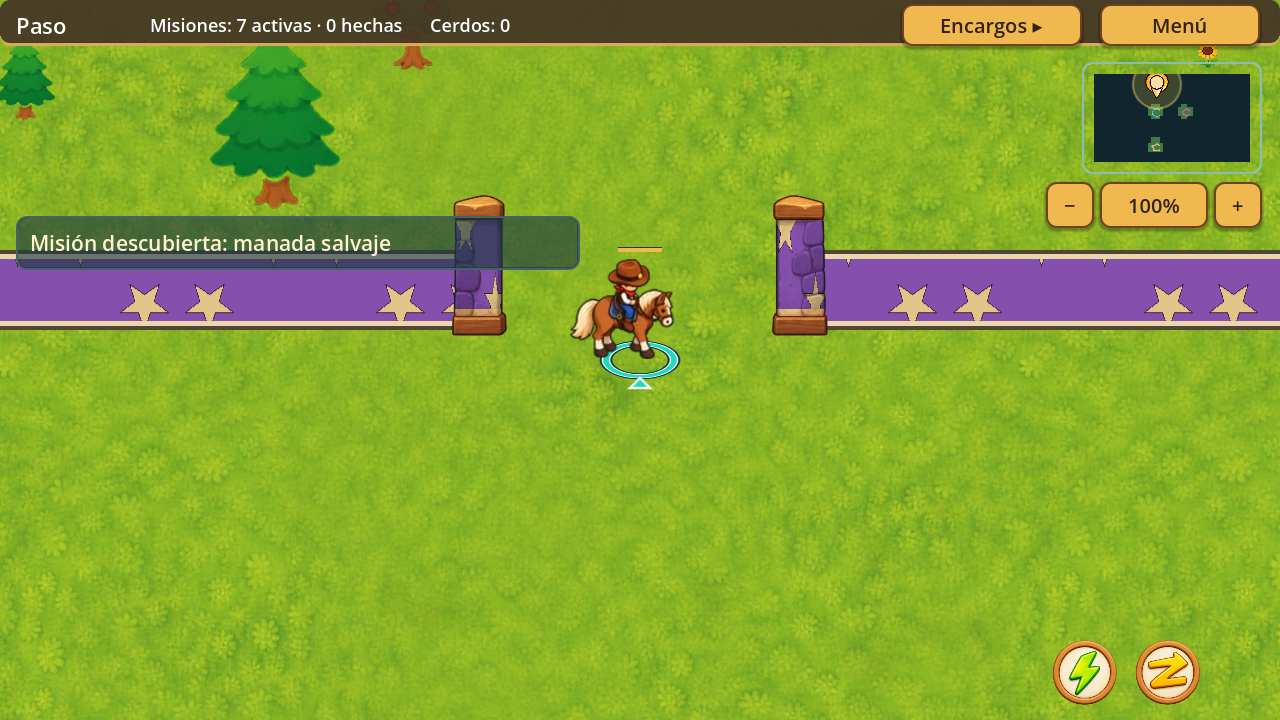 Paso
Misiones: 7 activas · 0 hechas
Cerdos: 0
Encargos ▸
Menú
− 100% +
Misión descubierta: manada salvaje